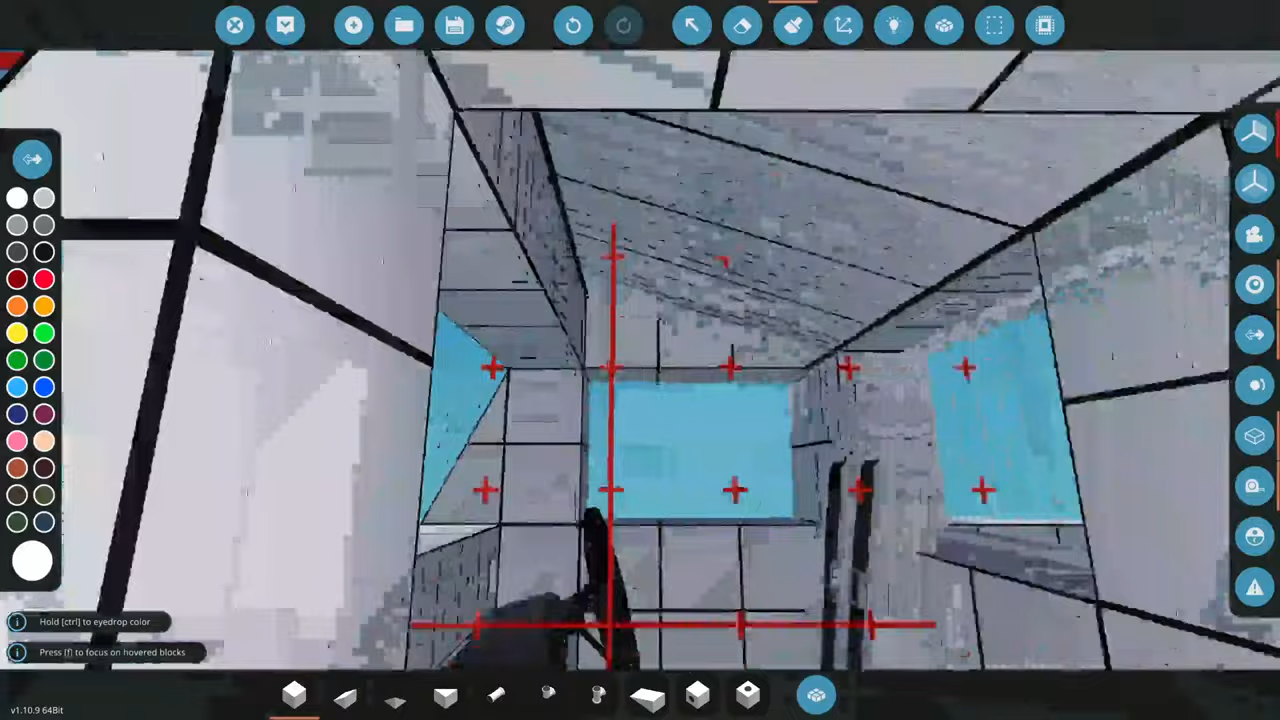 Hold [ctrl] to eyedrop color
Press [f] to focus on hovered blocks
v1.10.9 64Bit